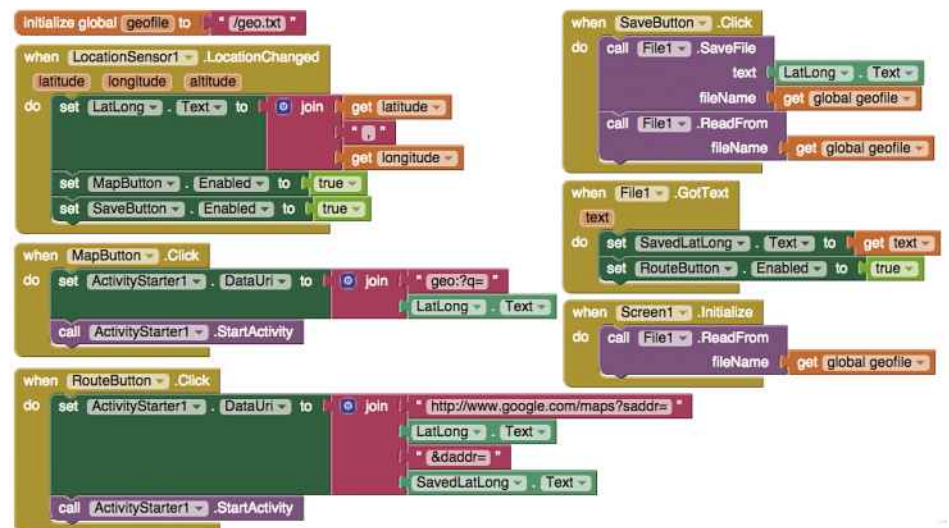 initialize global geofile to " /geo.txt "
when LocationSensor1 .LocationChanged
latitude longitude altitude
do set LatLong . Text to join get latitude
" , "
get longitude
set MapButton . Enabled to true
set SaveButton . Enabled to true
when MapButton .Click
do set ActivityStarter1 . DataUri to join " geo:?q= "
LatLong . Text
call ActivityStarter1 .StartActivity
when RouteButton .Click
do set ActivityStarter1 . DataUri to join " http://www.google.com/maps?saddr= "
LatLong . Text
" &daddr= "
SavedLatLong . Text
call ActivityStarter1 .StartActivity
when SaveButton .Click
do call File1 .SaveFile
text LatLong . Text
fileName get global geofile
call File1 .ReadFrom
fileName get global geofile
when File1 .GotText
text
do set SavedLatLong . Text to get text
set RouteButton . Enabled to true
when Screen1 .Initialize
do call File1 .ReadFrom
fileName get global geofile